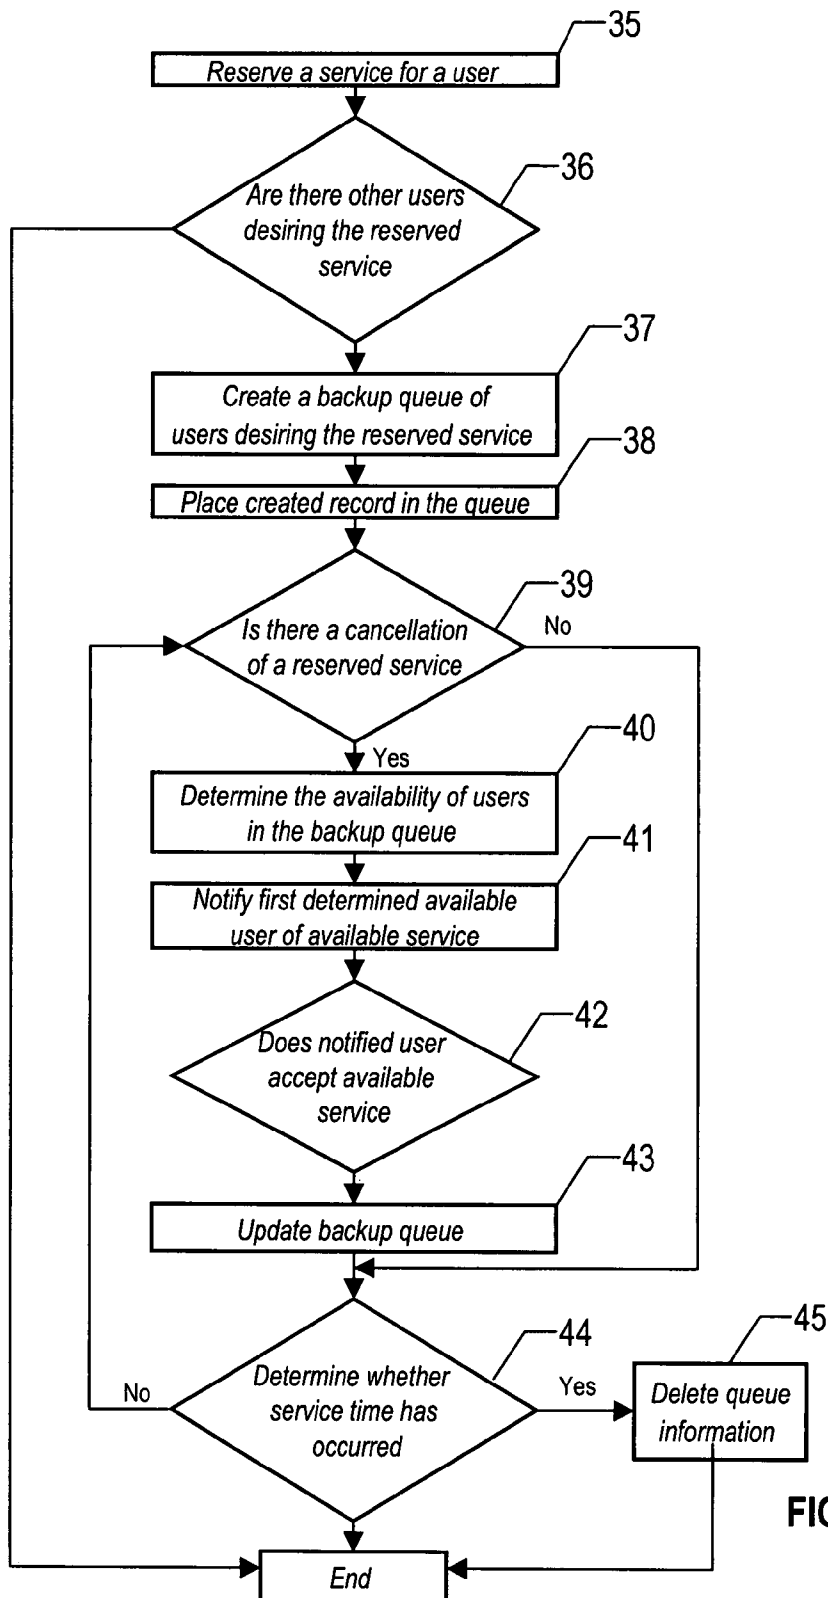 35
Reserve a service for a user
36
Are there other users
desiring the reserved
service
37
Create a backup queue of
users desiring the reserved service
38
Place created record in the queue
39
Is there a cancellation
of a reserved service
No
Yes
40
Determine the availability of users
in the backup queue
41
Notify first determined available
user of available service
42
Does notified user
accept available
service
43
Update backup queue
44
Determine whether
service time has
occurred
No
Yes
45
Delete queue
information
FIG
End